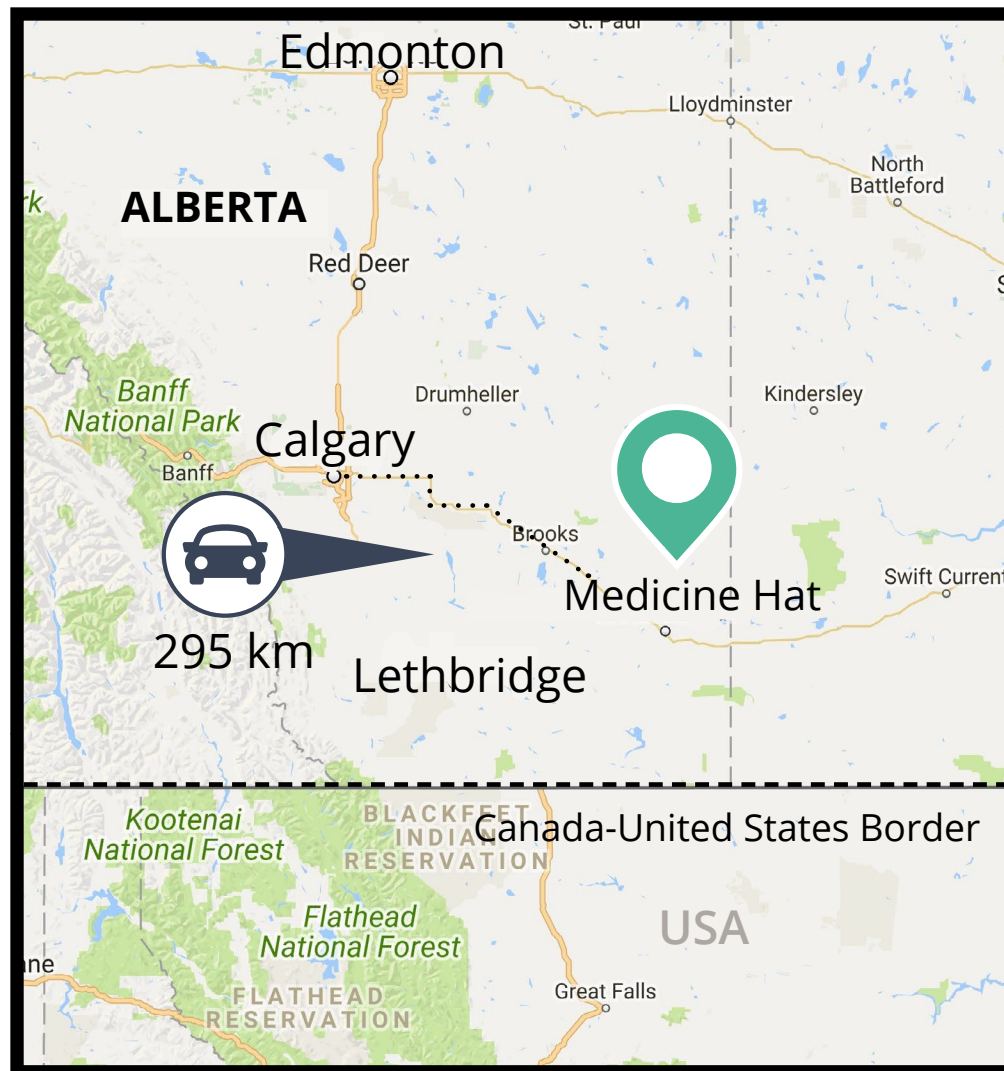 St. Paul
Edmonton
Lloydminster
North
Battleford
ALBERTA
Red Deer
Drumheller
Kindersley
Banff
National Park
Calgary
Banff
Brooks
Medicine Hat
Swift Current
295 km
Lethbridge
BLACKFEET
INDIAN
RESERVATION
Canada-United States Border
Kootenai
National Forest
Flathead
National Forest
USA
Great Falls
FLATHEAD
RESERVATION